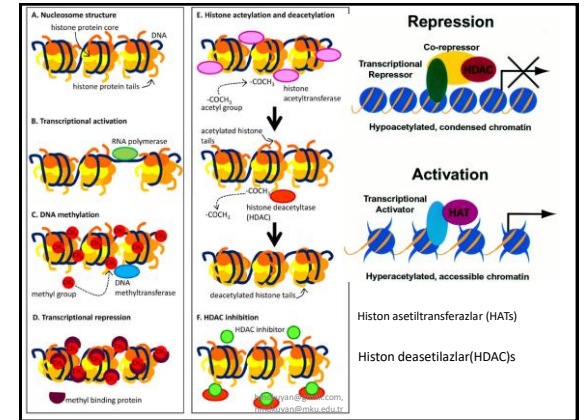 A. Nucleosome structure
histone protein core
DNA
histone protein tails
B. Transcriptional activation
RNA polymerase
C. DNA methylation
CH₃
methyl group
DNA
methyltransferase
D. Transcriptional repression
methyl binding protein
E. Histone acteylation and deacetylation
-COCH₃
-COCH₃
acetyl group
histone
acetyltransferase
acetylated histone
tails
-COCH₃
-COCH₃
histone deacetyltase
(HDAC)
deacetylated histone tails
F. HDAC inhibition
HDAC inhibitor
Repression
Co-repressor
Transcriptional
Repressor
HDAC
Hypoacetylated, condensed chromatin
Activation
Transcriptional
Activator
HAT
Hyperacetylated, accessible chromatin
Histon asetiltransferazlar (HATs)
Histon deasetilazlar(HDAC)s